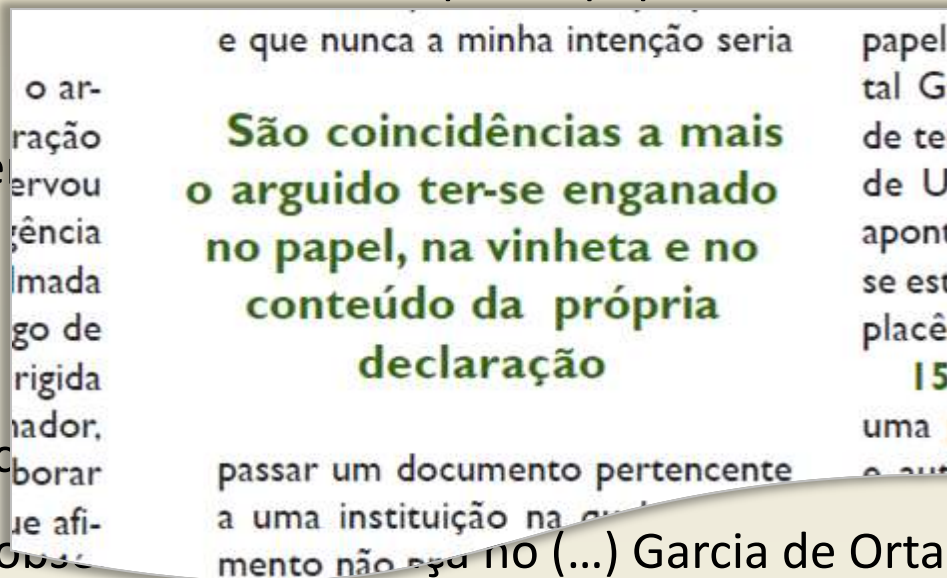 o ar-
ração
ervou
gência
lmada
go de
rigida
nador,
borar
ue afi-
e que nunca a minha intenção seria
São coincidências a mais
o arguido ter-se enganado
no papel, na vinheta e no
conteúdo da própria
declaração
passar um documento pertencente
a uma instituição na
mento não
papel
tal G
de te
de U
apont
se est
placê
15
uma
no (...) Garcia de Orta